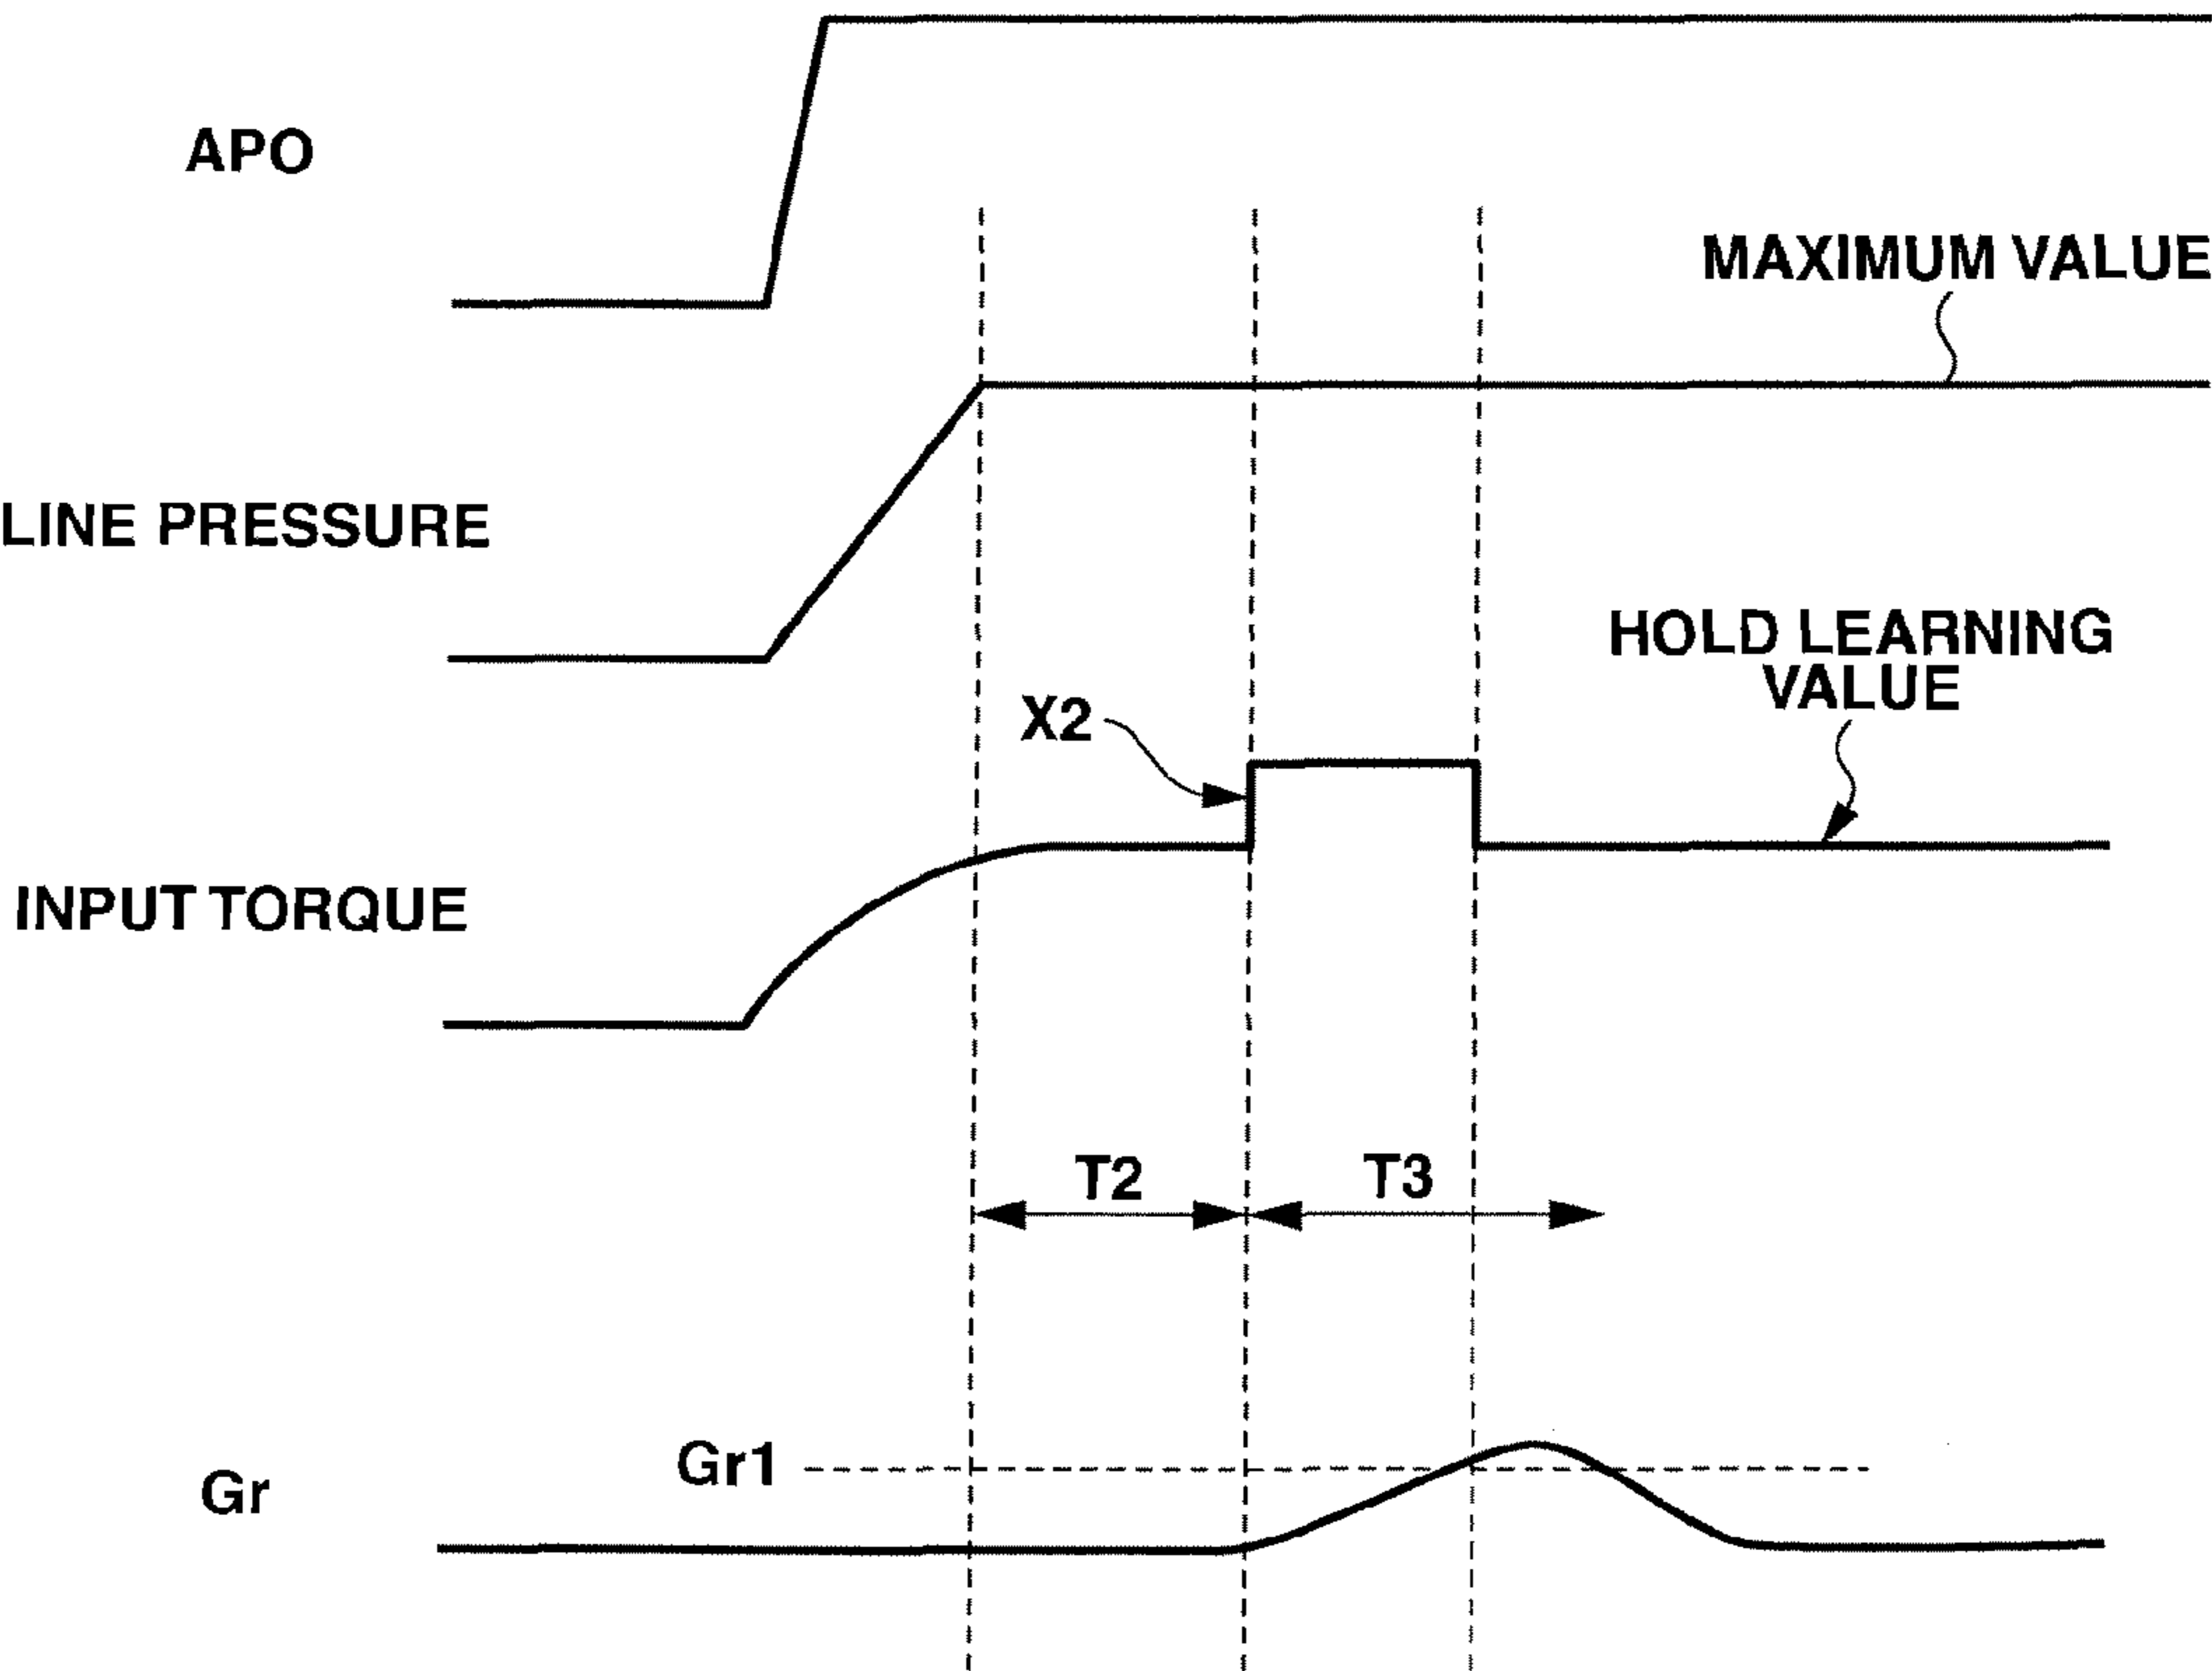 APO
MAXIMUM VALUE
LINE PRESSURE
HOLD LEARNING
VALUE
X2
INPUT TORQUE
T2
T3
Gr1
Gr